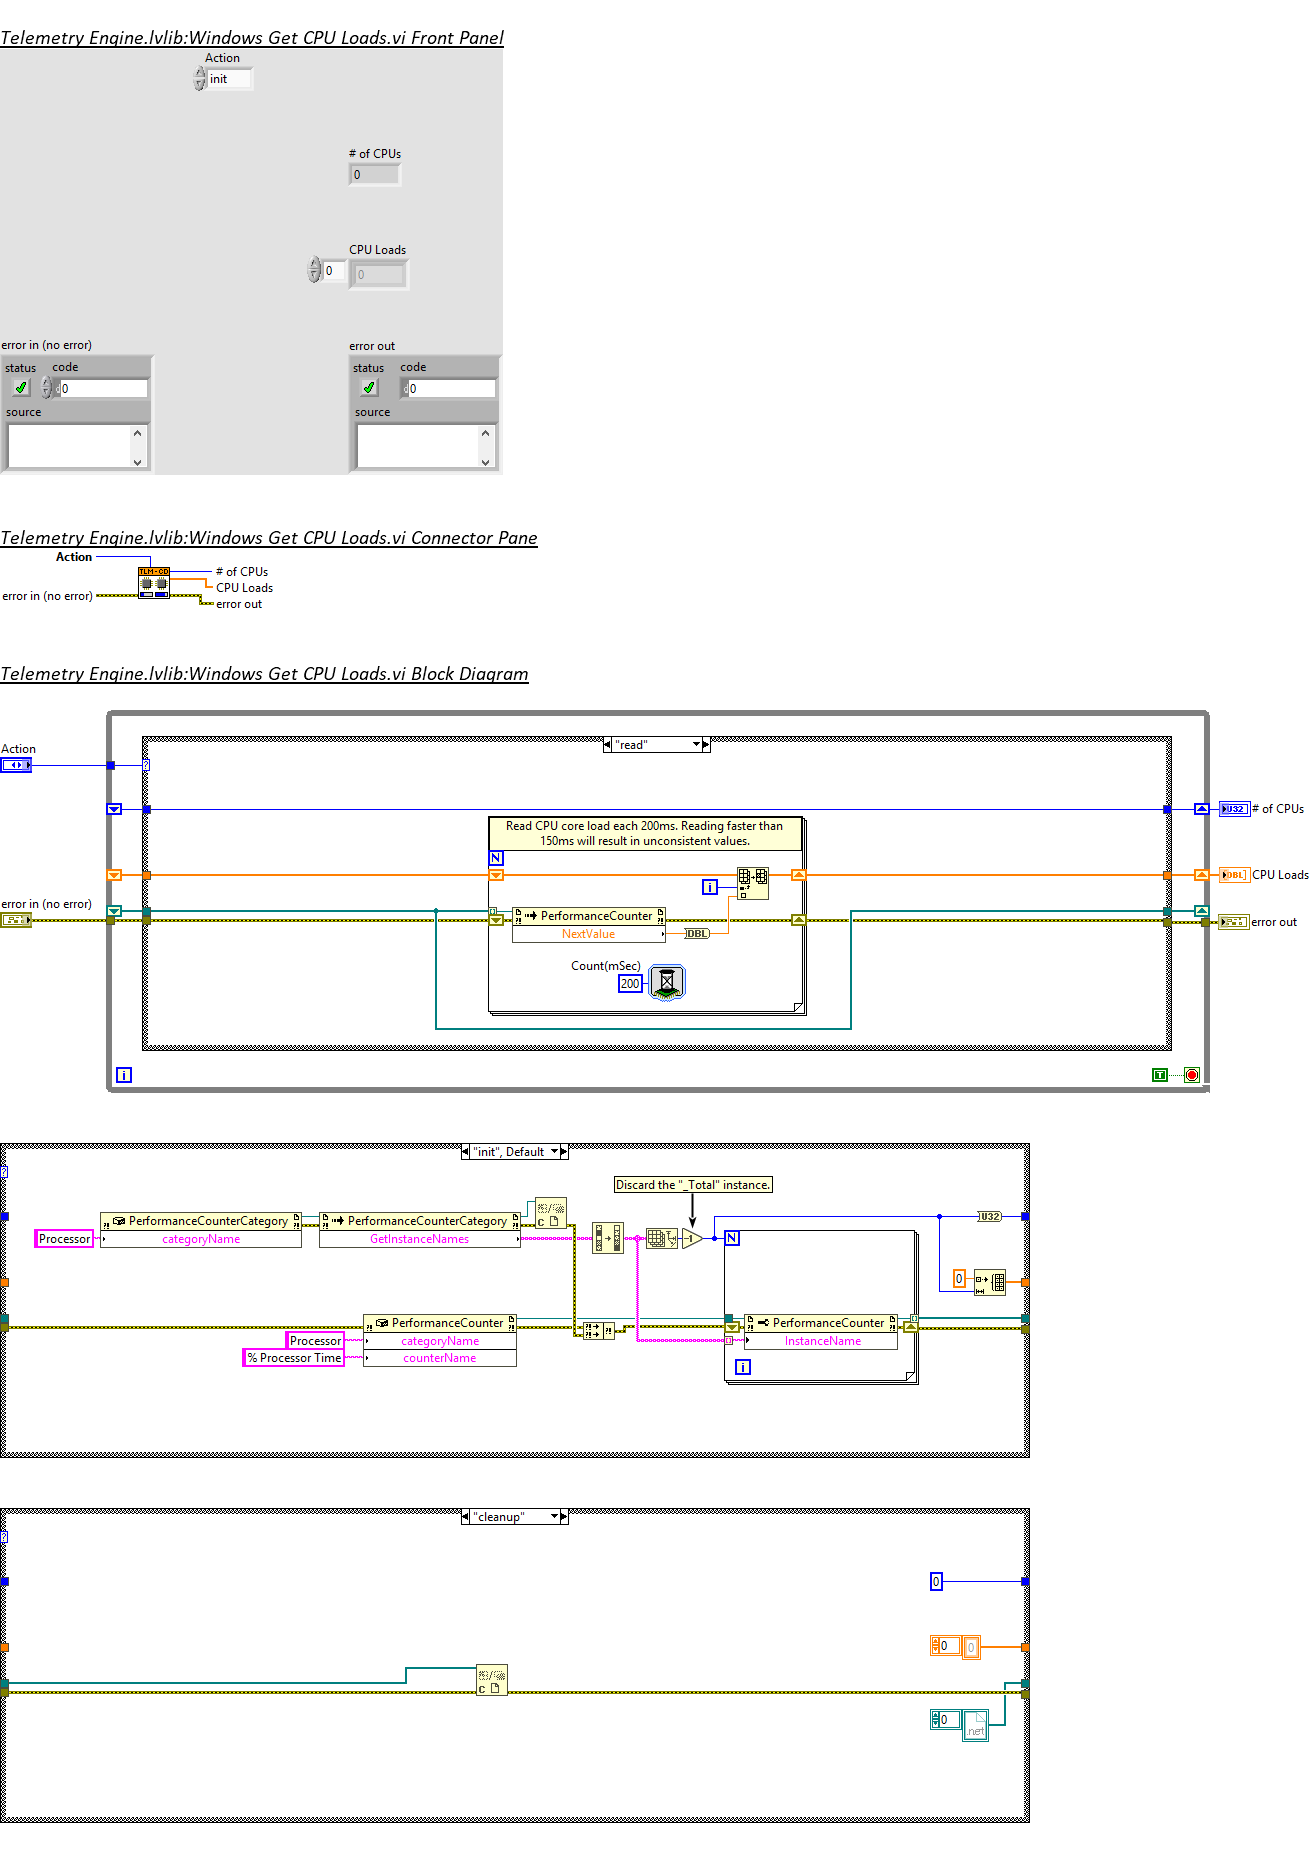 Telemetry Engine.lvlib:Windows Get CPU Loads.vi Front Panel
Action
init
# of CPUs
0
CPU Loads
0
0
error in (no error)
status
code
0
source
error out
status
code
0
source
Telemetry Engine.lvlib:Windows Get CPU Loads.vi Connector Pane
Action
TLM - CD
# of CPUs
CPU Loads
error in (no error)
error out
Telemetry Engine.lvlib:Windows Get CPU Loads.vi Block Diagram
"read"
Action
?
U32
# of CPUs
Read CPU core load each 200ms. Reading faster than
150ms will result in unconsistent values.
N
i
DBL
CPU Loads
error in (no error)
PerformanceCounter
NextValue
DBL
error out
Count(mSec)
200
i
T
"init", Default
?
Discard the "_Total" instance.
PerformanceCounterCategory
categoryName
Processor
PerformanceCounterCategory
GetInstanceNames
C
-1
N
U32
0
PerformanceCounter
categoryName
counterName
Processor
% Processor Time
PerformanceCounter
InstanceName
i
"cleanup"
?
0
0
0
C
0
.net